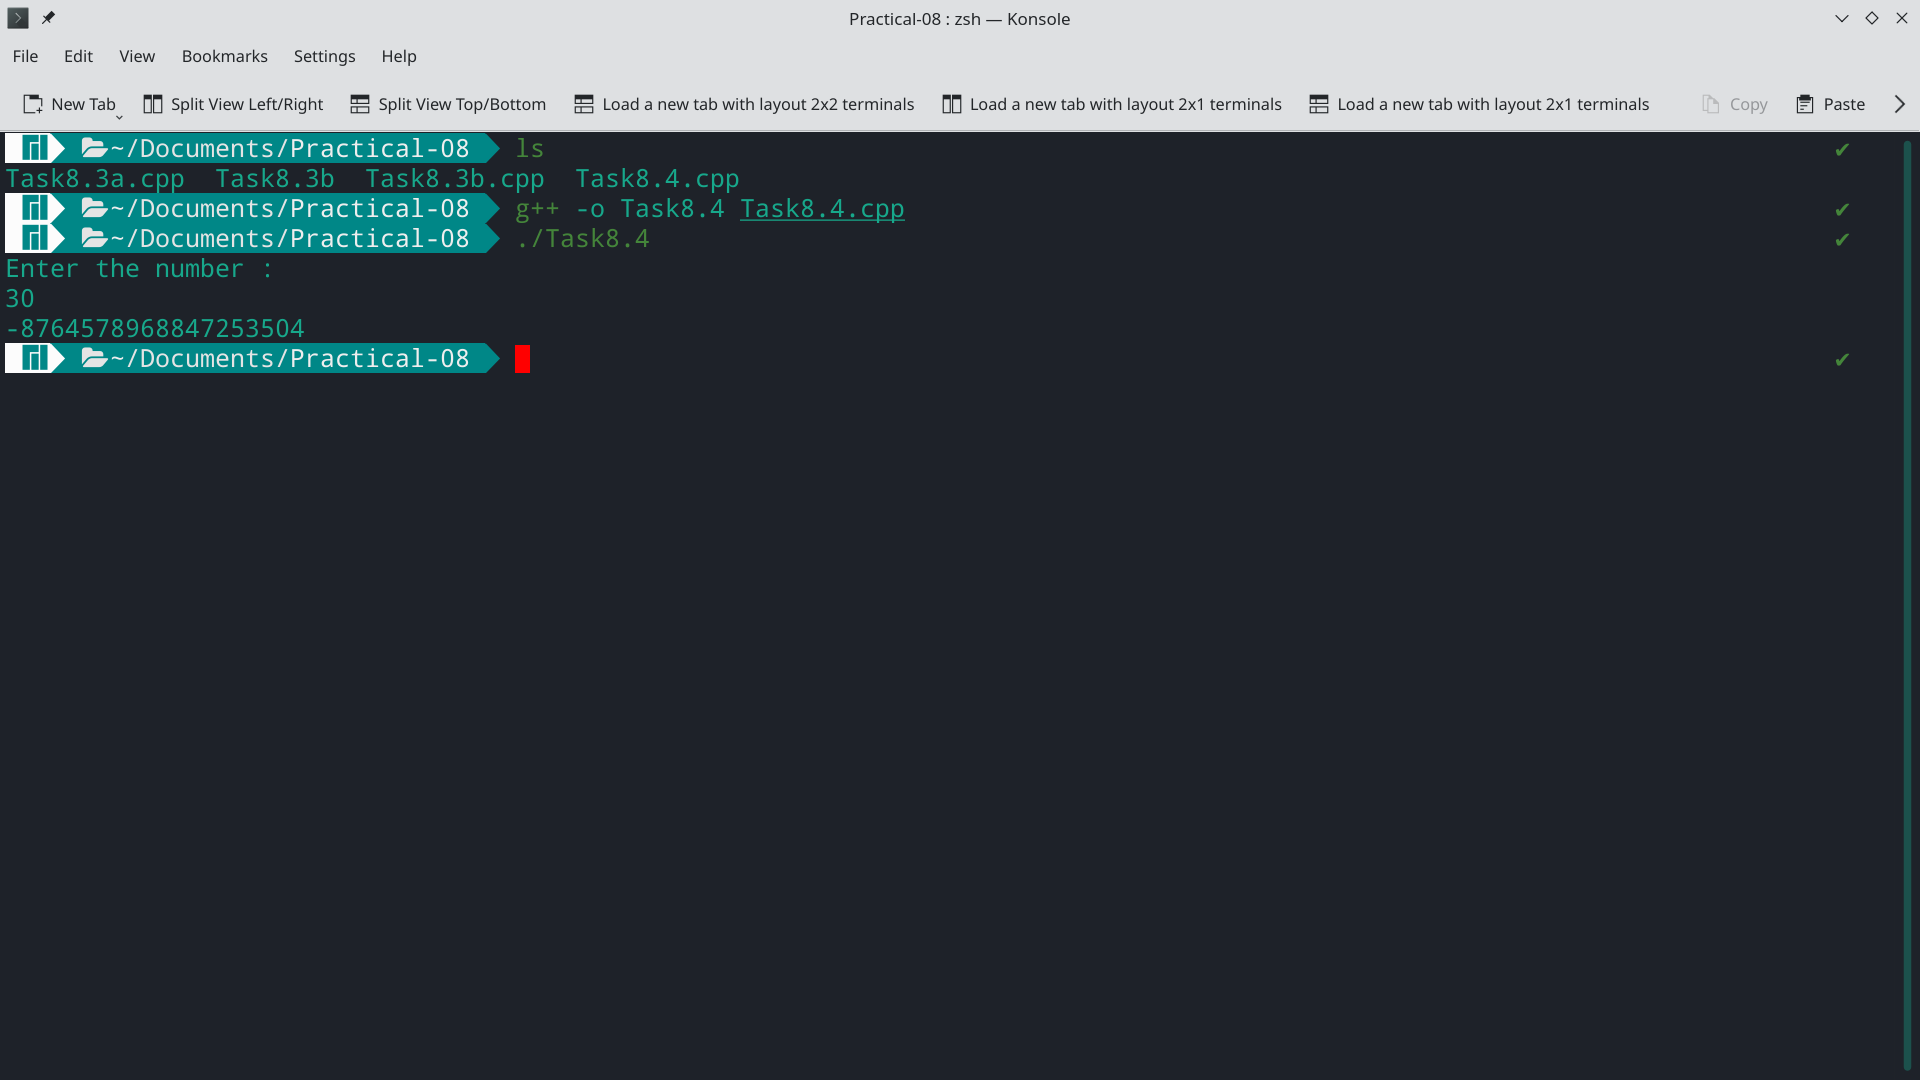 Practical-08 : zsh — Konsole
File Edit View Bookmarks Settings Help
New Tab Split View Left/Right Split View Top/Bottom Load a new tab with layout 2x2 terminals Load a new tab with layout 2x1 terminals Load a new tab with layout 2x1 terminals Copy Paste
~/Documents/Practical-08 ls ✔
Task8.3a.cpp Task8.3b Task8.3b.cpp Task8.4.cpp
~/Documents/Practical-08 g++ -o Task8.4 Task8.4.cpp ✔
~/Documents/Practical-08 ./Task8.4 ✔
Enter the number :
30
-8764578968847253504
~/Documents/Practical-08 ✔